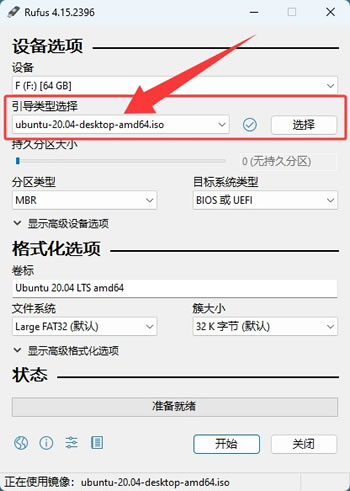 Rufus 4.15.2396
设备选项
设备
F (F:) [64 GB]
引导类型选择
ubuntu-20.04-desktop-amd64.iso
选择
持久分区大小
0 (无持久分区)
分区类型 目标系统类型
MBR BIOS 或 UEFI
显示高级设备选项
格式化选项
卷标
Ubuntu 20.04 LTS amd64
文件系统 簇大小
Large FAT32 (默认) 32 K 字节 (默认)
显示高级格式化选项
状态
准备就绪
开始 关闭
正在使用镜像: ubuntu-20.04-desktop-amd64.iso